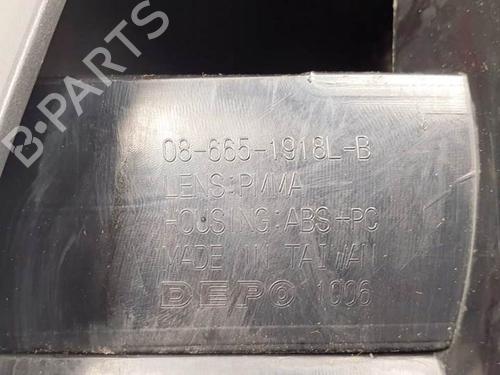 B-PARTS
08-665-1918L-B
LENS:PMMA
HOUSING:ABS+PC
MADE IN TAIWAN
DEPO 1006